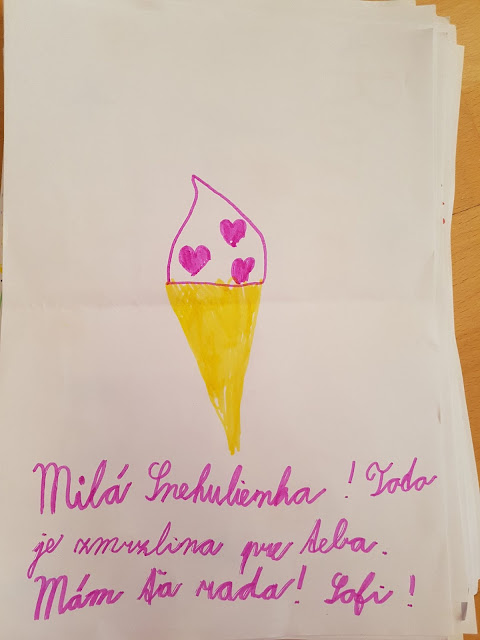 Milá Snehulienka! Toto
je zmrzlina pre teba.
Mám ťa rada! Sofi!